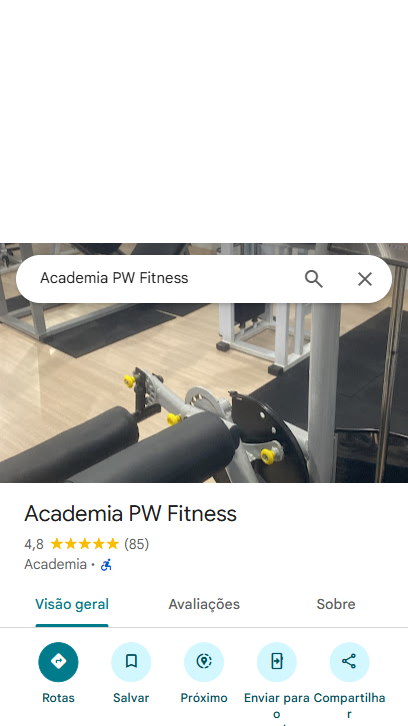 Academia PW Fitness
Academia PW Fitness
4,8 (85)
Academia ·
Visão geral Avaliações Sobre
Rotas Salvar Próximo Enviar para Compartilha
o r